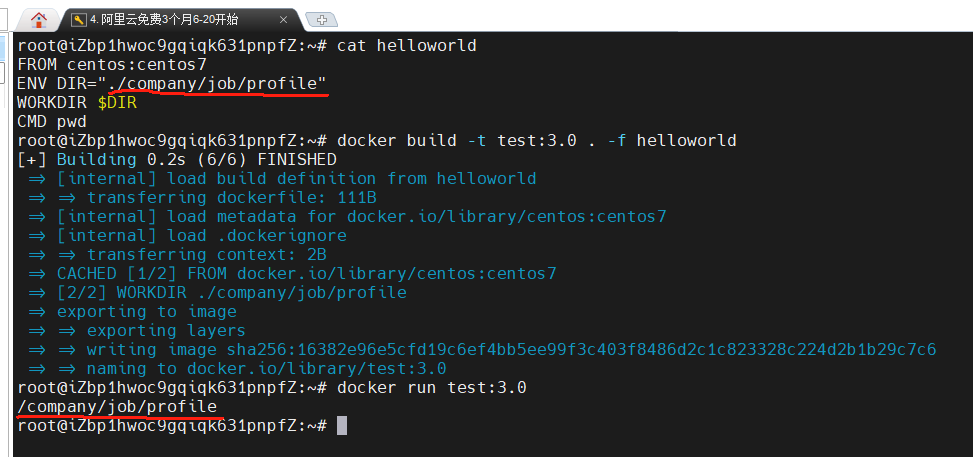 4. 阿里云免费3个月6-20开始
root@iZbp1hwoc9gqiqk631pnpfZ:~# cat helloworld
FROM centos:centos7
ENV DIR="./company/job/profile"
WORKDIR $DIR
CMD pwd
root@iZbp1hwoc9gqiqk631pnpfZ:~# docker build -t test:3.0 . -f helloworld
[+] Building 0.2s (6/6) FINISHED
=> [internal] load build definition from helloworld
=> => transferring dockerfile: 111B
=> [internal] load metadata for docker.io/library/centos:centos7
=> [internal] load .dockerignore
=> => transferring context: 2B
=> CACHED [1/2] FROM docker.io/library/centos:centos7
=> [2/2] WORKDIR ./company/job/profile
=> exporting to image
=> => exporting layers
=> => writing image sha256:16382e96e5cfd19c6ef4bb5ee99f3c403f8486d2c1c823328c224d2b1b29c7c6
=> => naming to docker.io/library/test:3.0
root@iZbp1hwoc9gqiqk631pnpfZ:~# docker run test:3.0
/company/job/profile
root@iZbp1hwoc9gqiqk631pnpfZ:~#